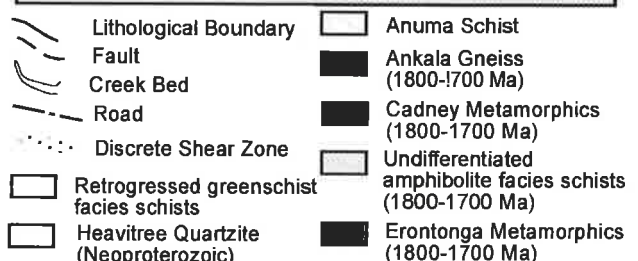 Lithological Boundary
Fault
Creek Bed
Road
Discrete Shear Zone
Retrogressed greenschist
facies schists
Heavitree Quartzite
(Neoproterozoic)
Anuma Schist
Ankala Gneiss
(1800-!700 Ma)
Cadney Metamorphics
(1800-1700 Ma)
Undifferentiated
amphibolite facies schists
(1800-1700 Ma)
Erontonga Metamorphics
(1800-1700 Ma)